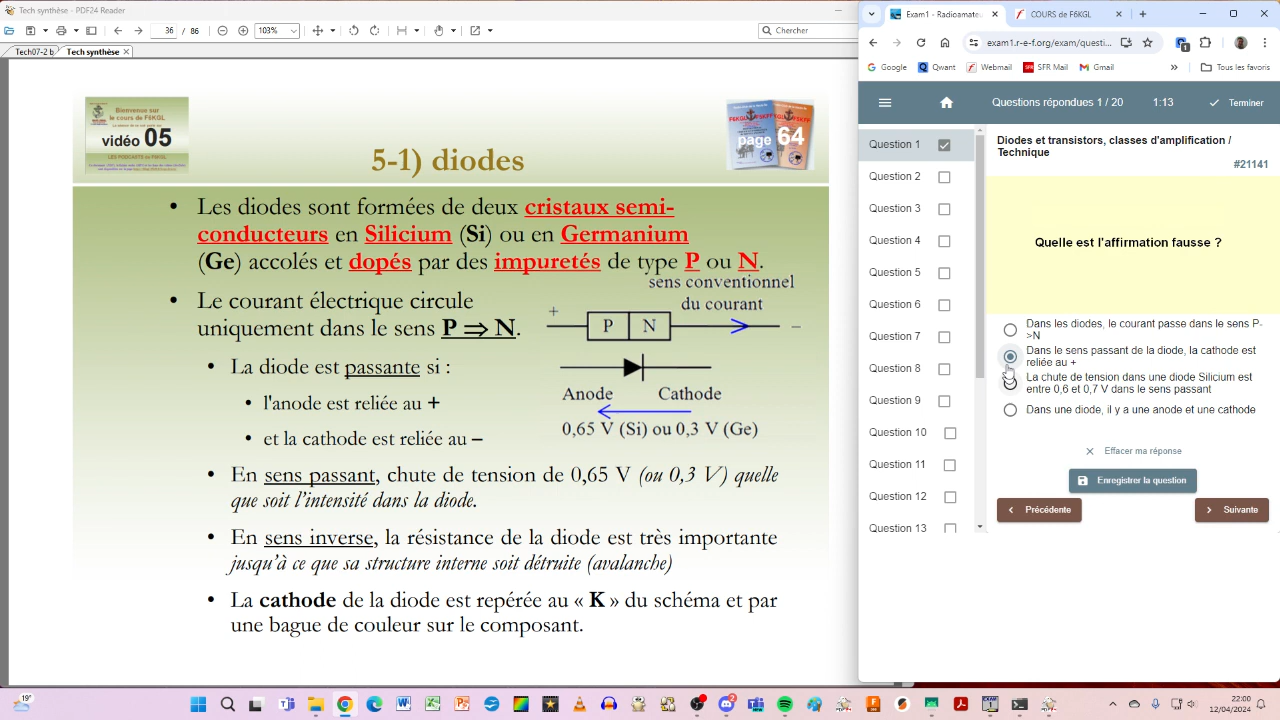 Tech synthèse - PDF24 Reader
36 / 86
103%
Chercher
Tech07-2 b
Tech synthèse
Bienvenue sur
le cours de F6KGL
vidéo 05
LES PODCASTS du F6KGL
page 64
5-1) diodes
• Les diodes sont formées de deux cristaux semi-
conducteurs en Silicium (Si) ou en Germanium
(Ge) accolés et dopés par des impuretés de type P ou N.
• Le courant électrique circule
uniquement dans le sens P ⇒ N.
sens conventionnel
du courant
+
P
N
−
Anode
Cathode
0,65 V (Si) ou 0,3 V (Ge)
• La diode est passante si :
• l'anode est reliée au +
• et la cathode est reliée au –
• En sens passant, chute de tension de 0,65 V (ou 0,3 V) quelle
que soit l'intensité dans la diode.
• En sens inverse, la résistance de la diode est très importante
jusqu'à ce que sa structure interne soit détruite (avalanche)
• La cathode de la diode est repérée au « K » du schéma et par
une bague de couleur sur le composant.
Exam1 - Radioamate
COURS de F6KGL
exam1.r-e-f.org/exam/questi...
Google
Qwant
Webmail
SFR Mail
Gmail
»
Tous les favoris
Questions répondues 1 / 20
1:13
Terminer
Question 1
Question 2
Question 3
Question 4
Question 5
Question 6
Question 7
Question 8
Question 9
Question 10
Question 11
Question 12
Question 13
Diodes et transistors, classes d'amplification /
Technique
#21141
Quelle est l'affirmation fausse ?
Dans les diodes, le courant passe dans le sens P-
>N
Dans le sens passant de la diode, la cathode est
reliée au +
La chute de tension dans une diode Silicium est
entre 0,6 et 0,7 V dans le sens passant
Dans une diode, il y a une anode et une cathode
Effacer ma réponse
Enregistrer la question
Précédente
Suivante
19°
22:00
12/04/2024